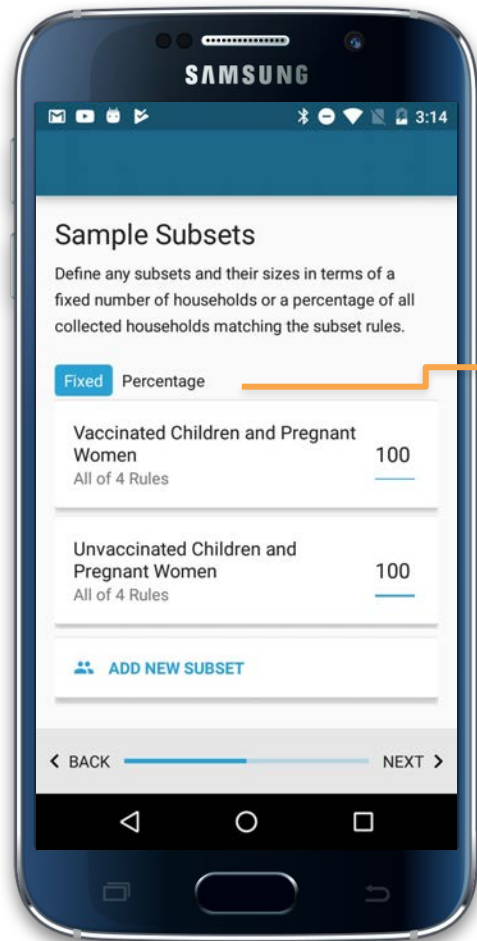 SAMSUNG
3:14
Sample Subsets
Define any subsets and their sizes in terms of a
fixed number of households or a percentage of all
collected households matching the subset rules.
Fixed Percentage
Vaccinated Children and Pregnant
Women
100
All of 4 Rules
Unvaccinated Children and
Pregnant Women
100
All of 4 Rules
ADD NEW SUBSET
BACK NEXT